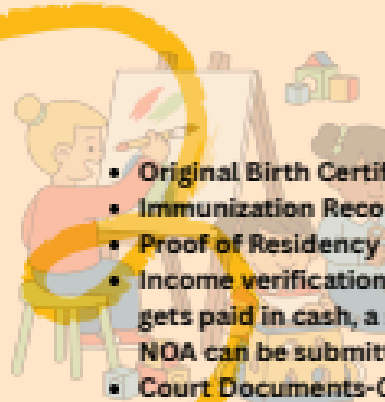 • Original Birth Certif
• Immunization Reco
• Proof of Residency
• Income verification
gets paid in cash, a
NOA can be submit
• Court Documents-